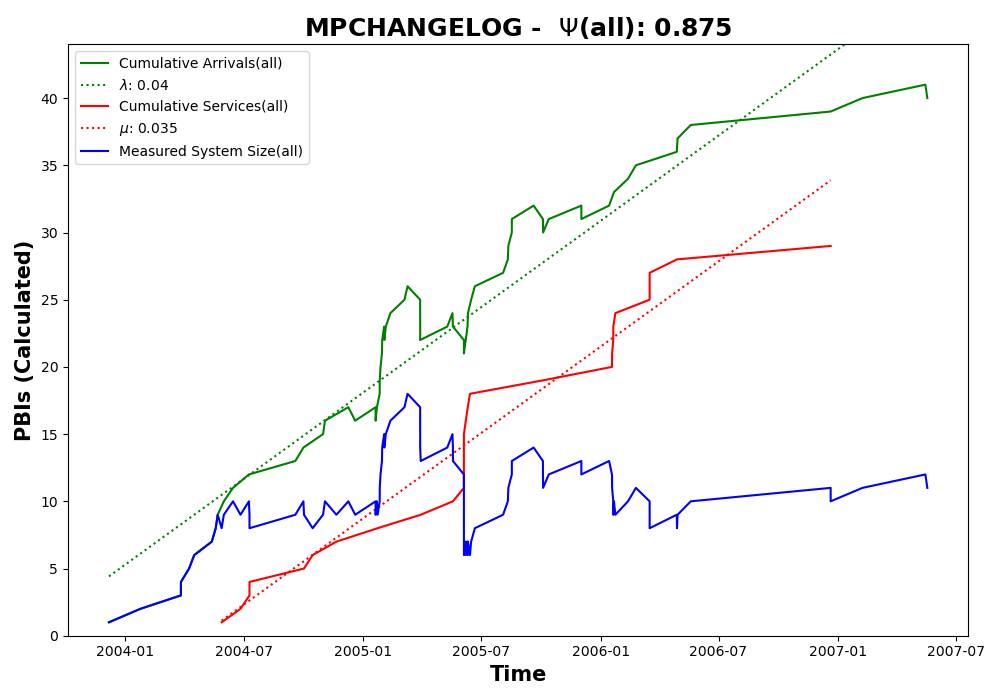 MPCHANGELOG - Ψ(all): 0.875
Cumulative Arrivals(all)
λ: 0.04
Cumulative Services(all)
μ: 0.035
Measured System Size(all)
PBIs (Calculated)
40
35
30
25
20
15
10
5
0
2004-01 2004-07 2005-01 2005-07 2006-01 2006-07 2007-01 2007-07
Time